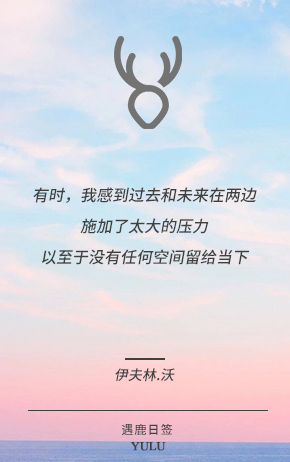 有时，我感到过去和未来在两边
施加了太大的压力
以至于没有任何空间留给当下
伊夫林.沃
遇鹿日签
YULU